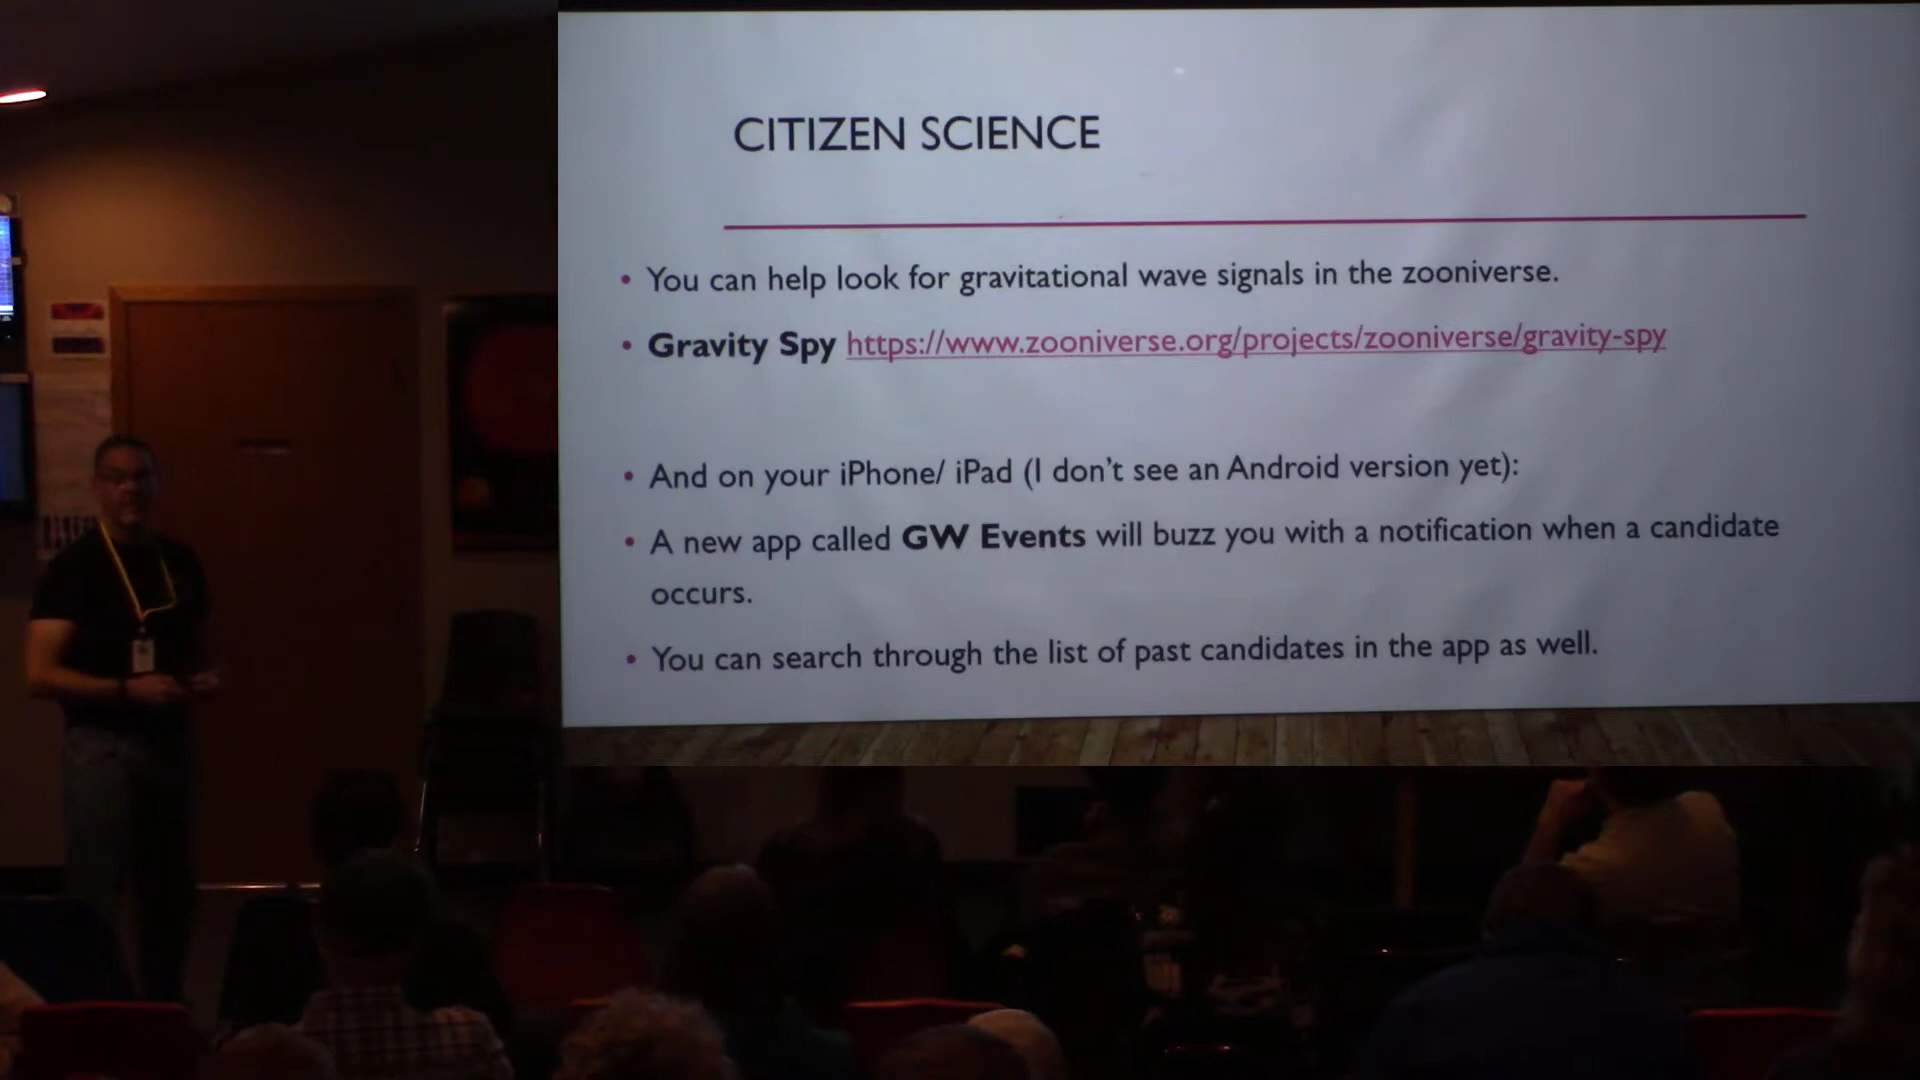 CITIZEN SCIENCE
• You can help look for gravitational wave signals in the zooniverse.
• Gravity Spy https://www.zooniverse.org/projects/zooniverse/gravity-spy
• And on your iPhone/ iPad (I don't see an Android version yet):
• A new app called GW Events will buzz you with a notification when a candidate
occurs.
• You can search through the list of past candidates in the app as well.